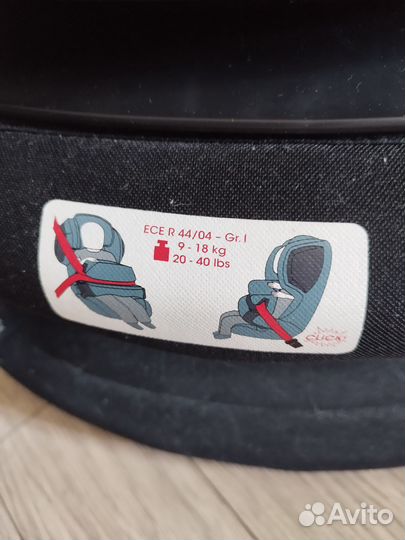 ECE R 44/04 - Gr. I
9 - 18 kg
20 - 40 lbs
CLICK!
Avito